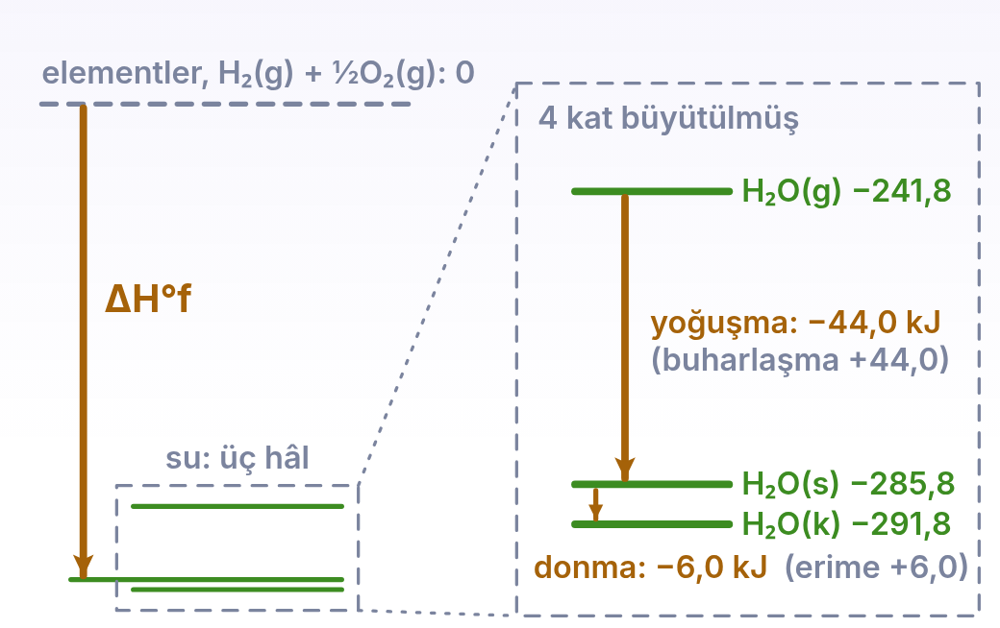 elementler, H₂(g) + ½O₂(g): 0
ΔH°f
su: üç hâl
4 kat büyütülmüş
H₂O(g) −241,8
yoğuşma: −44,0 kJ
(buharlaşma +44,0)
H₂O(s) −285,8
H₂O(k) −291,8
donma: −6,0 kJ (erime +6,0)